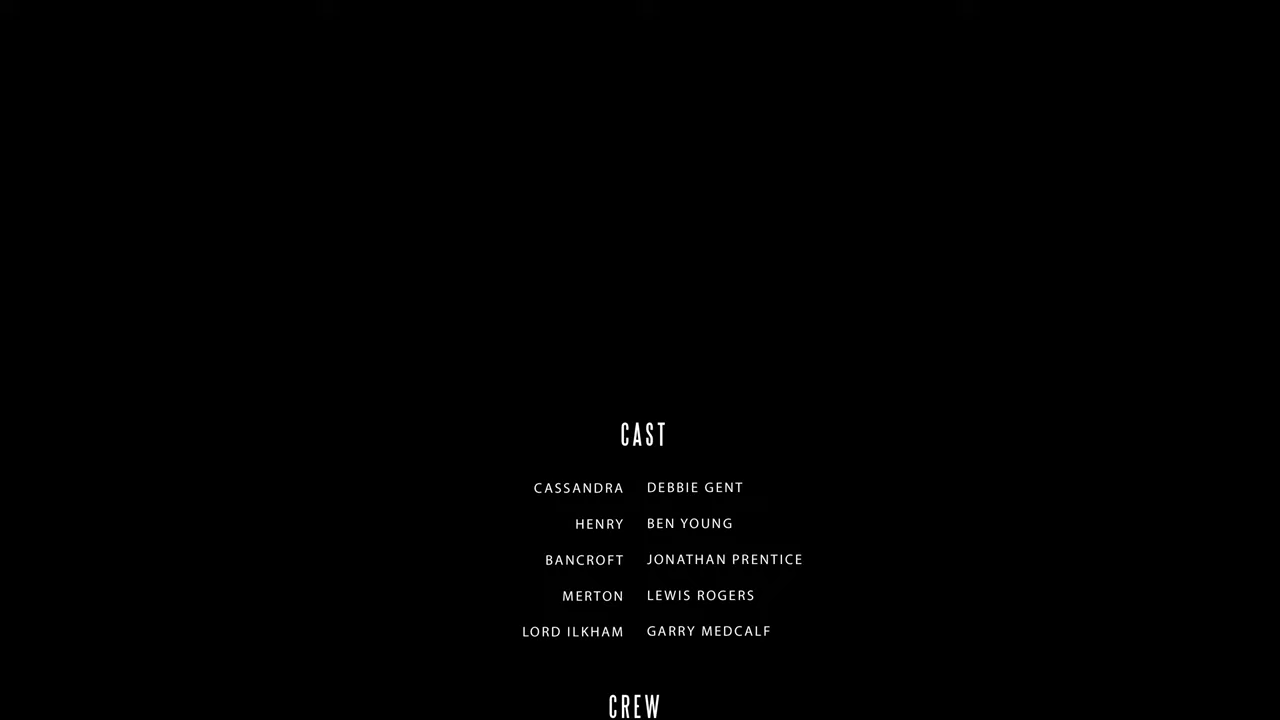 CAST
CASSANDRA DEBBIE GENT
HENRY BEN YOUNG
BANCROFT JONATHAN PRENTICE
MERTON LEWIS ROGERS
LORD ILKHAM GARRY MEDCALF
CREW